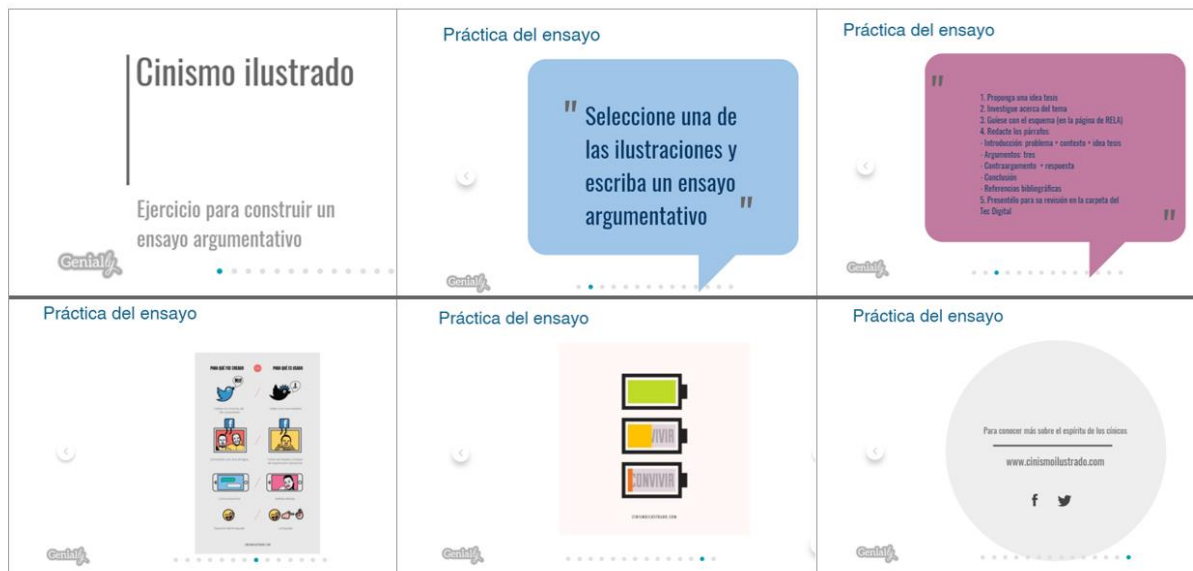 Cinismo ilustrado
Ejercicio para construir un
ensayo argumentativo
Genially
Práctica del ensayo
" Seleccione una de
las ilustraciones y
escriba un ensayo
argumentativo "
Genially
Práctica del ensayo
"
1. Proponga una idea tesis
2. Investigue acerca del tema
3. Guíese con el esquema (en la página de RELA)
4. Redacte los párrafos:
- Introducción: problema + contexto + idea tesis
- Argumentos: tres
- Contraargumento + respuesta
- Conclusión
- Referencias bibliográficas
5. Preséntelo para su revisión en la carpeta del
Tec Digital
"
Genially
Práctica del ensayo
PARA QUÉ FUE CREADO
PARA QUÉ ES USADO
CINISMOILUSTRADO.COM
Genially
Práctica del ensayo
VIVIR
CONVIVIR
CINISMOILUSTRADO.COM
Genially
Práctica del ensayo
Para conocer más sobre el espíritu de los cínicos
www.cinismoilustrado.com
Genially